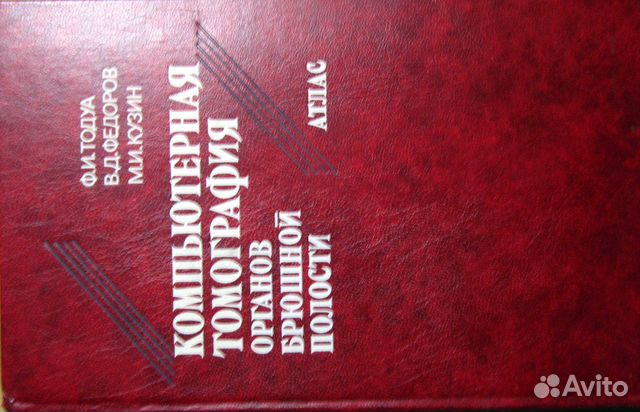 Ф.И.ТОДУА
В.Д.ФЕДОРОВ
М.И.КУЗИН
КОМПЬЮТЕРНАЯ
ТОМОГРАФИЯ
ОРГАНОВ
БРЮШНОЙ
ПОЛОСТИ
АТЛАС
Avito